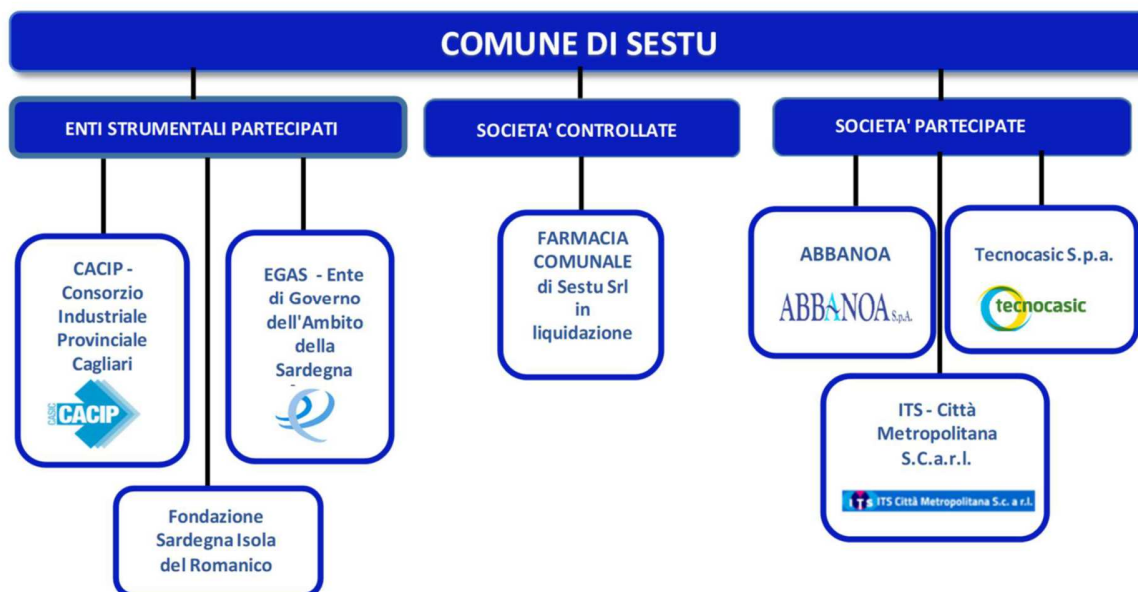 COMUNE DI SESTU
ENTI STRUMENTALI PARTECIPATI
SOCIETA' CONTROLLATE
SOCIETA' PARTECIPATE
CACIP -
Consorzio
Industriale
Provinciale
Cagliari
CASIC
CACIP
EGAS - Ente
di Governo
dell'Ambito
della
Sardegna
Fondazione
Sardegna Isola
del Romanico
FARMACIA
COMUNALE
di Sestu Srl
in
liquidazione
ABBANOA
ABBANOA S.p.A.
Tecnocasic S.p.a.
tecnocasic
ITS - Città
Metropolitana
S.C.a.r.l.
ITS ITS Città Metropolitana S.c. a r.l.